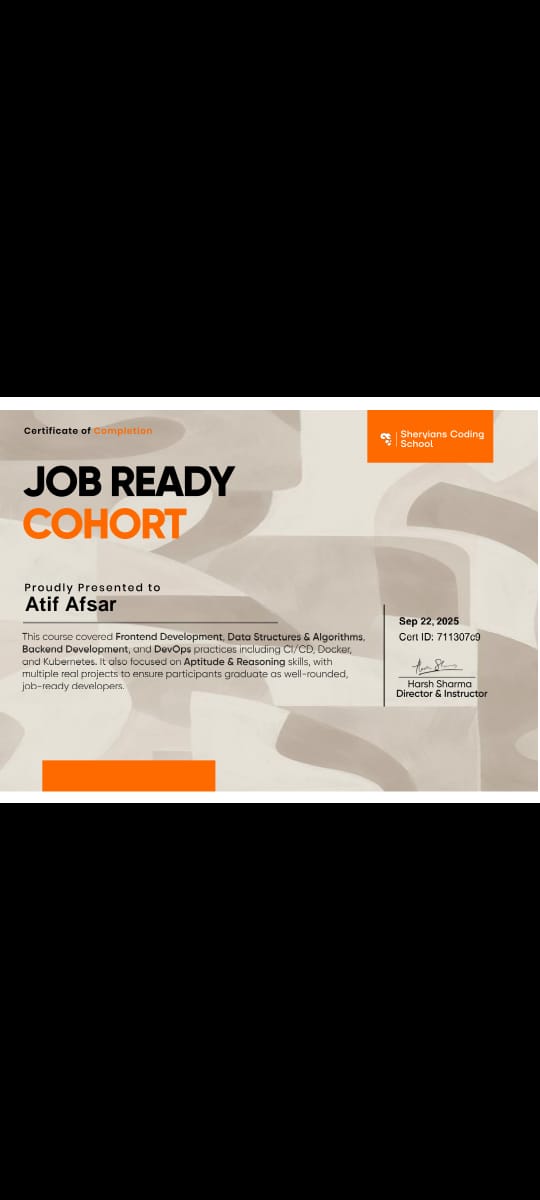 Certificate of Completion
Sheryians Coding
School
JOB READY
COHORT
Proudly Presented to
Atif Afsar
This course covered Frontend Development, Data Structures & Algorithms,
Backend Development, and DevOps practices including CI/CD, Docker,
and Kubernetes. It also focused on Aptitude & Reasoning skills, with
multiple real projects to ensure participants graduate as well-rounded,
job-ready developers.
Sep 22, 2025
Cert ID: 711307c9
Harsh Sharma
Director & Instructor